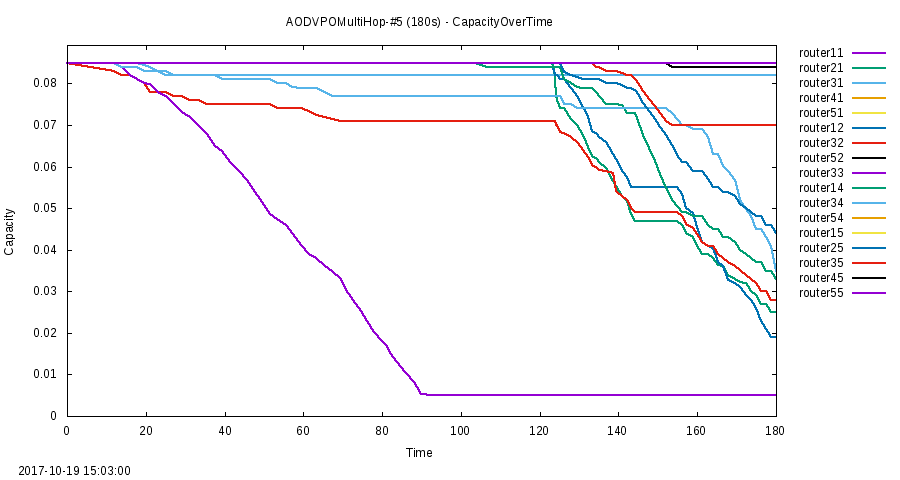 AODVPOMultiHop-#5 (180s) - CapacityOverTime
Capacity
0.08
0.07
0.06
0.05
0.04
0.03
0.02
0.01
0
0 20 40 60 80 100 120 140 160 180
Time
router11
router21
router31
router41
router51
router12
router32
router52
router33
router14
router34
router54
router15
router25
router35
router45
router55
2017-10-19 15:03:00